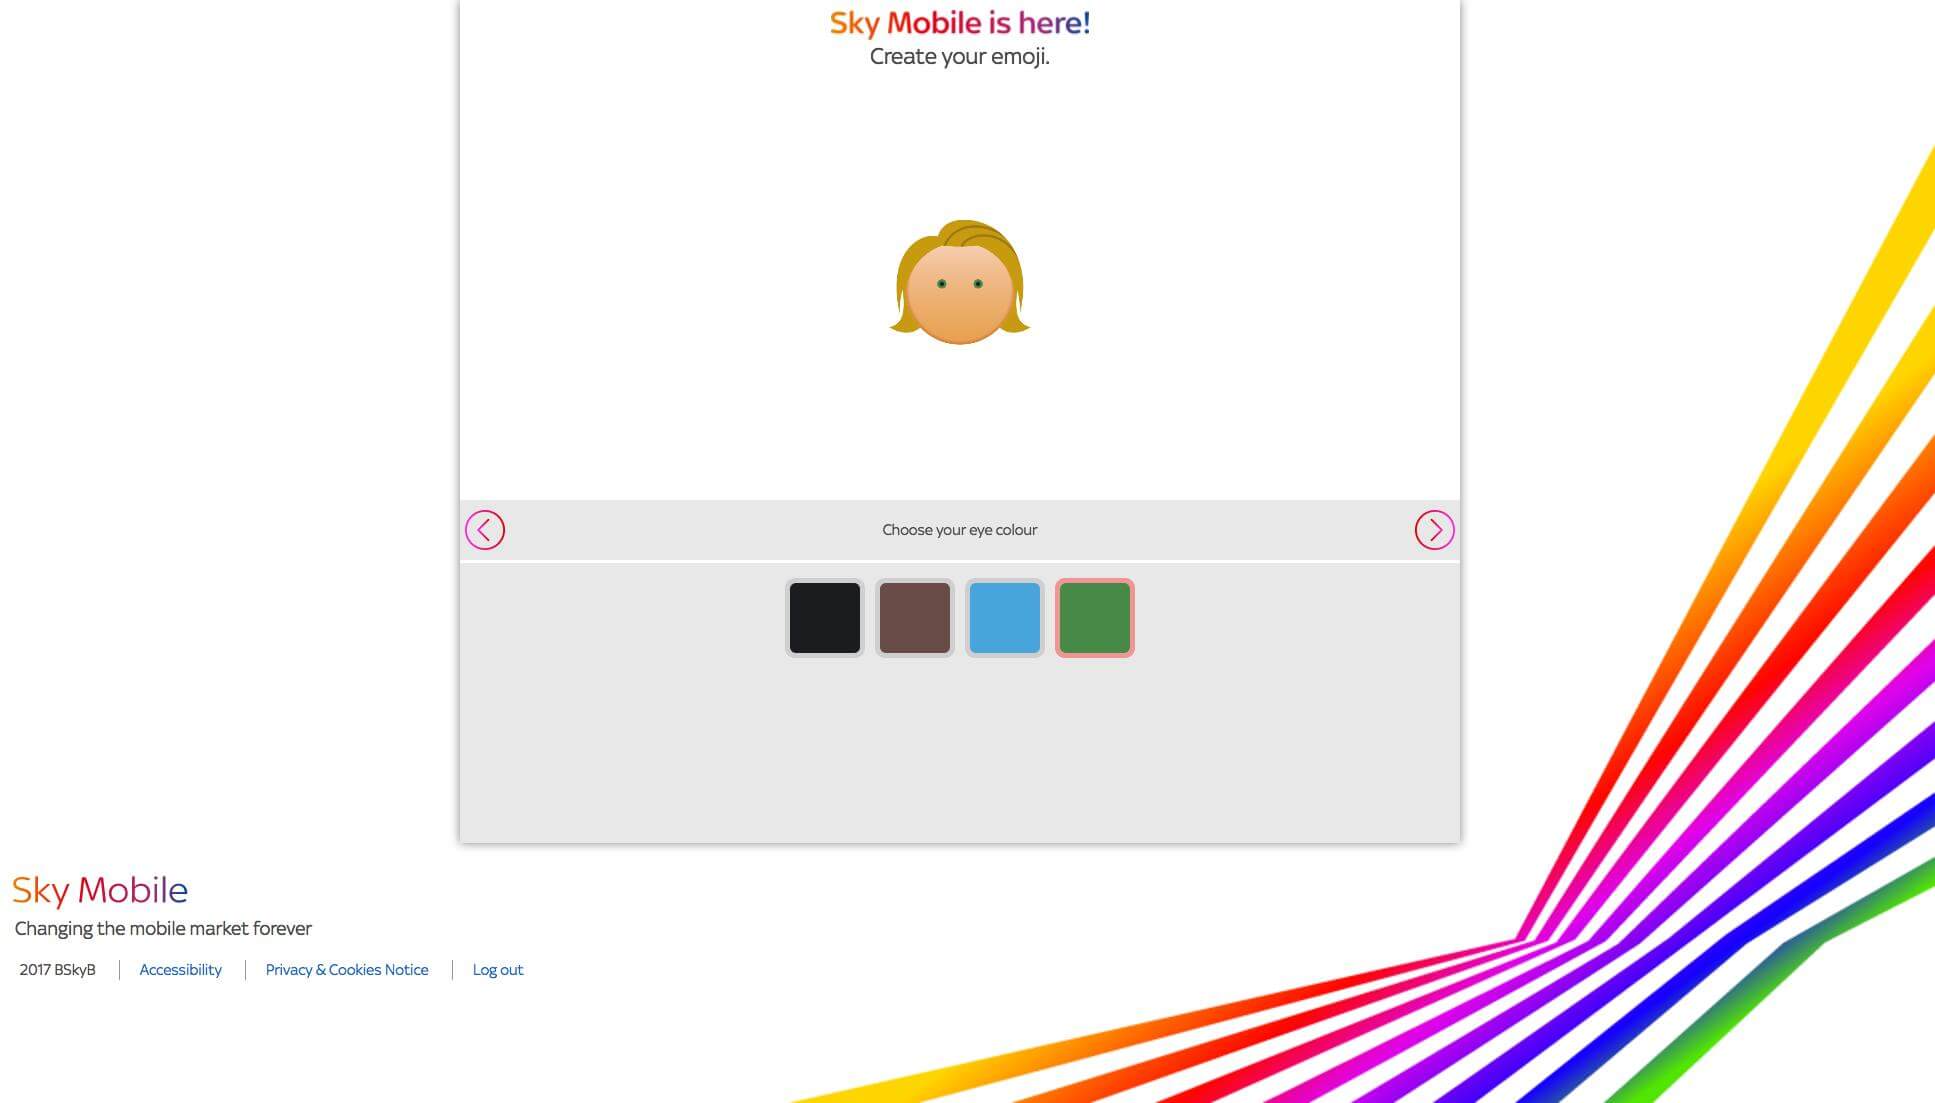 Sky Mobile is here!
Create your emoji.
Choose your eye colour
Sky Mobile
Changing the mobile market forever
2017 BSkyB
Accessibility
Privacy & Cookies Notice
Log out